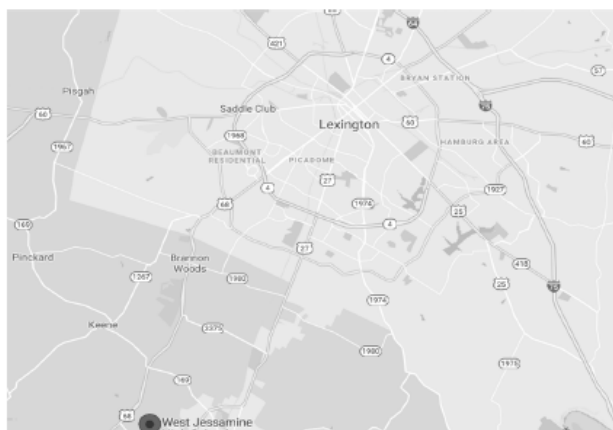 64
421
4
BRYAN STATION
57
Pisgah
75
60
Saddle Club
60
Lexington
1988
60
1967
BEAUMONT
RESIDENTIAL
PICADOME
HAMBURG AREA
27
4
1927
68
1974
25
169
4
27
Pinckard
Brannon
Woods
418
1267
1980
25
75
1974
Keene
3375
1980
1975
169
68
West Jessamine